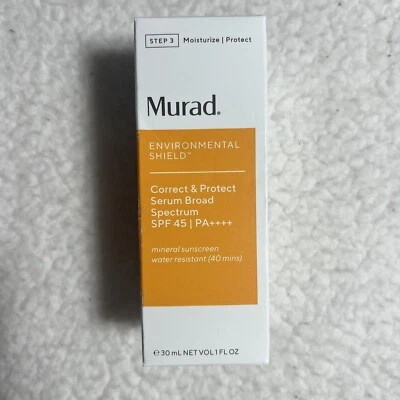 STEP 3 Moisturize | Protect
Murad®
ENVIRONMENTAL
SHIELD™
Correct & Protect
Serum Broad
Spectrum
SPF 45 | PA++++
mineral sunscreen
water resistant (40 mins)
℮30 mL NET VOL 1 FL OZ